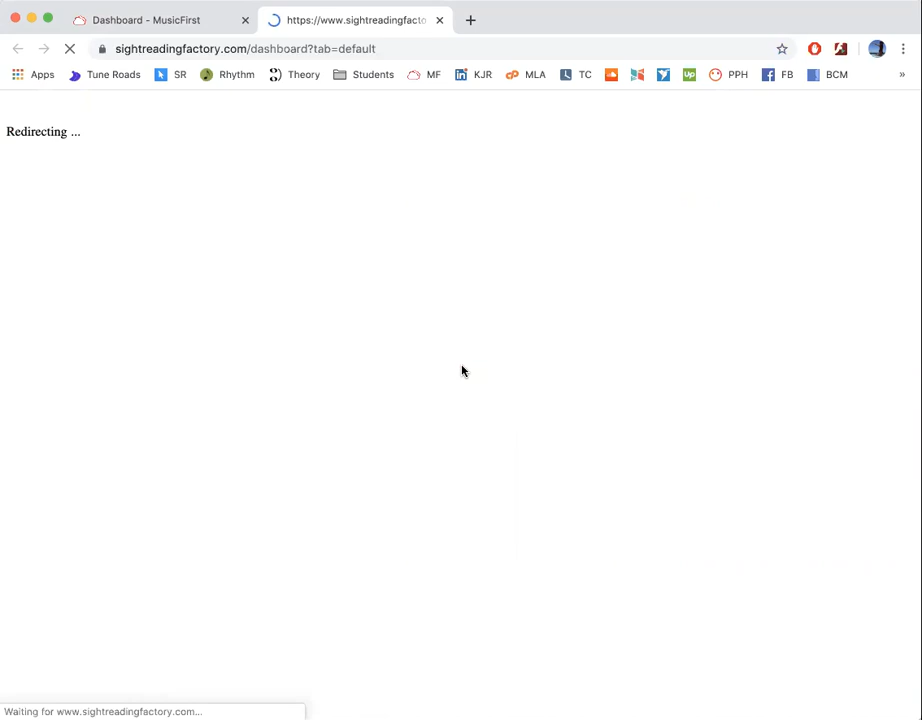 Dashboard - MusicFirst
https://www.sightreadingfacto
sightreadingfactory.com/dashboard?tab=default
Apps Tune Roads SR Rhythm Theory Students MF KJR MLA TC up PPH FB BCM »
Redirecting ...
Waiting for www.sightreadingfactory.com...